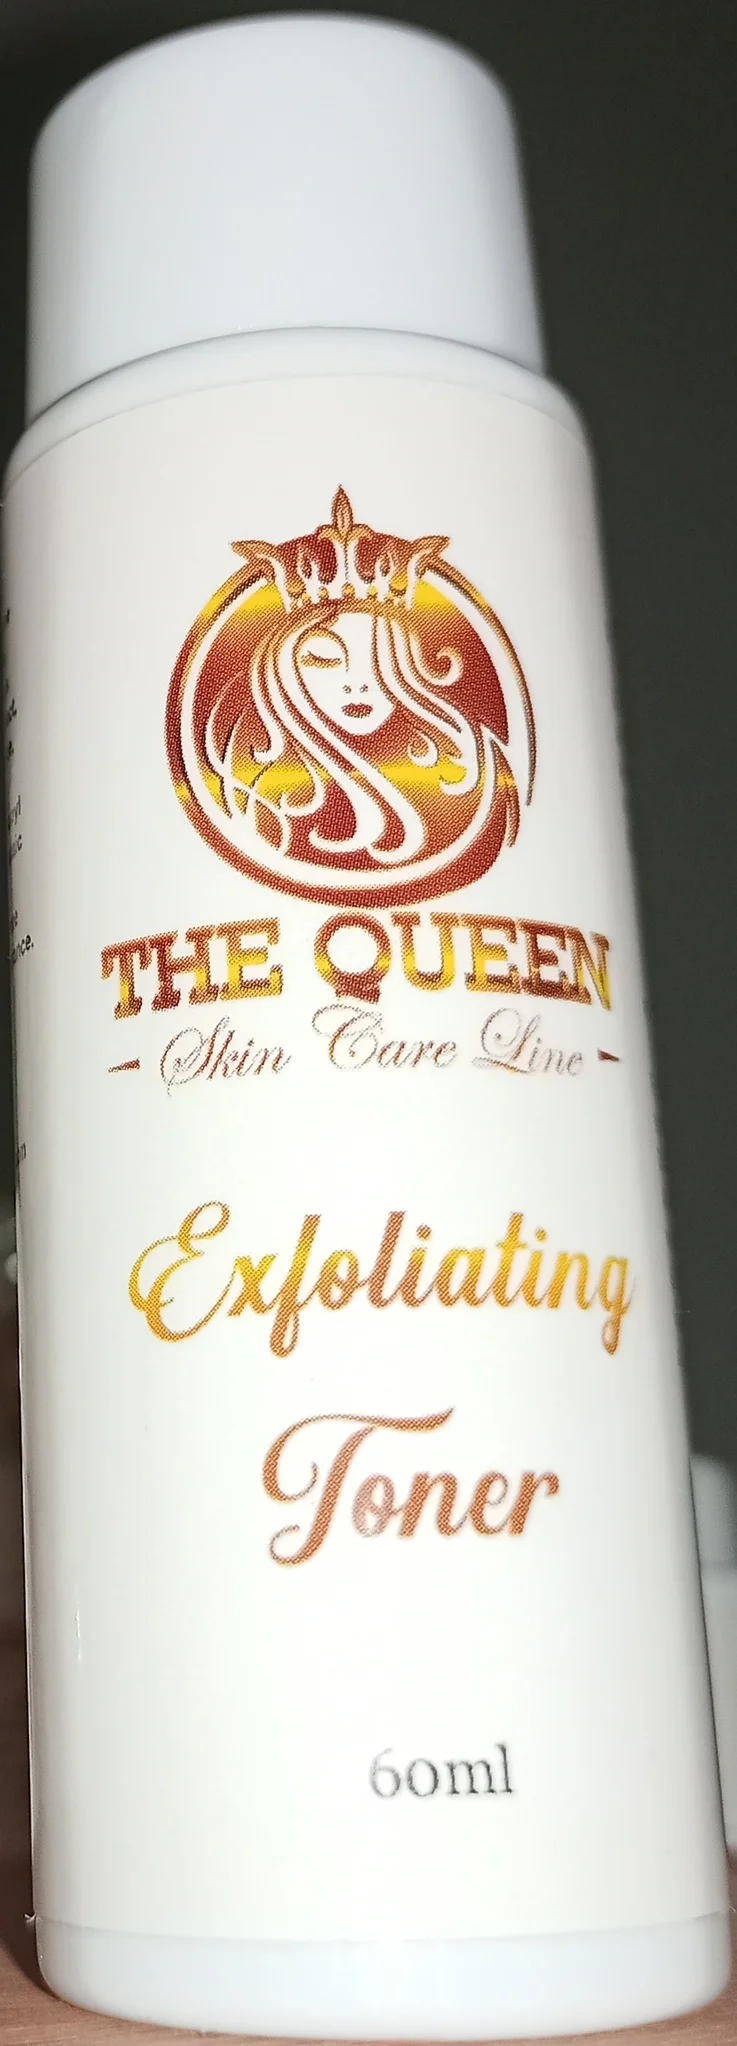 THE QUEEN
- Skin Care Line -
Exfoliating
Toner
60ml